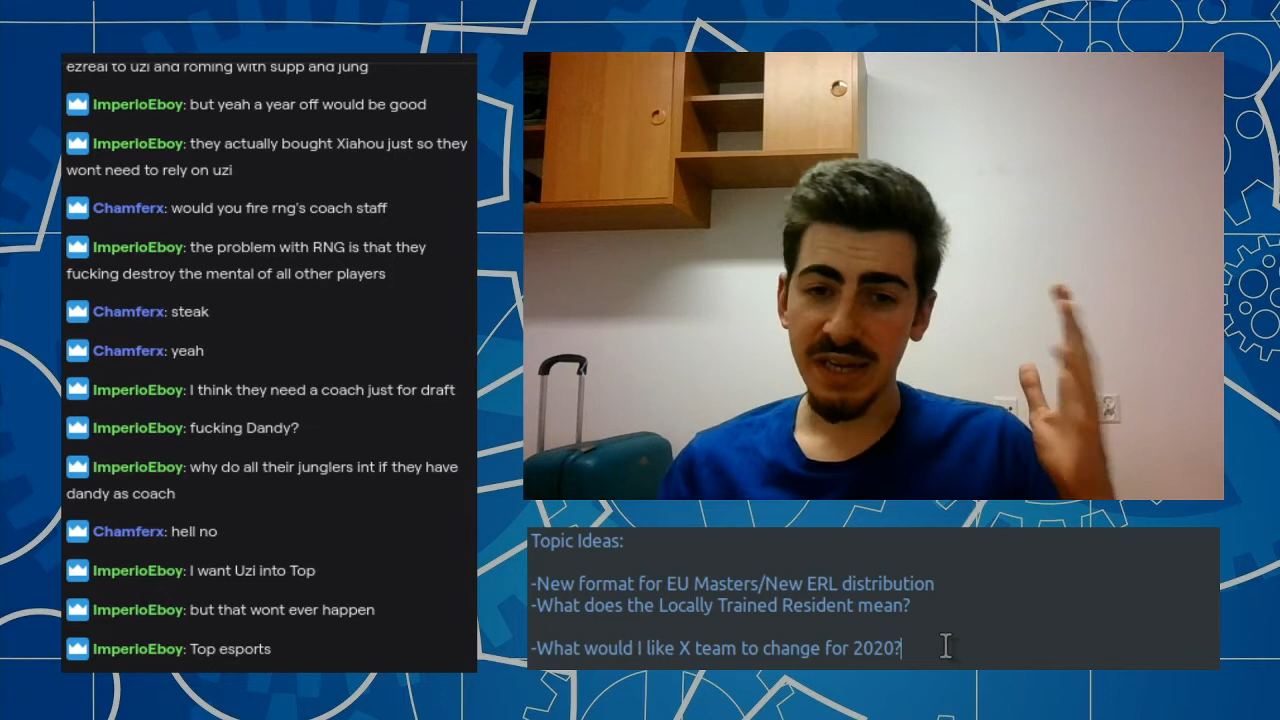 ezreal to uzi and roming with supp and jung
ImperioEboy: but yeah a year off would be good
ImperioEboy: they actually bought Xiahou just so they
wont need to rely on uzi
Chamferx: would you fire rng's coach staff
ImperioEboy: the problem with RNG is that they
fucking destroy the mental of all other players
Chamferx: steak
Chamferx: yeah
ImperioEboy: I think they need a coach just for draft
ImperioEboy: fucking Dandy?
ImperioEboy: why do all their junglers int if they have
dandy as coach
Chamferx: hell no
ImperioEboy: I want Uzi into Top
ImperioEboy: but that wont ever happen
ImperioEboy: Top esports
Topic Ideas:
-New format for EU Masters/New ERL distribution
-What does the Locally Trained Resident mean?
-What would I like X team to change for 2020?